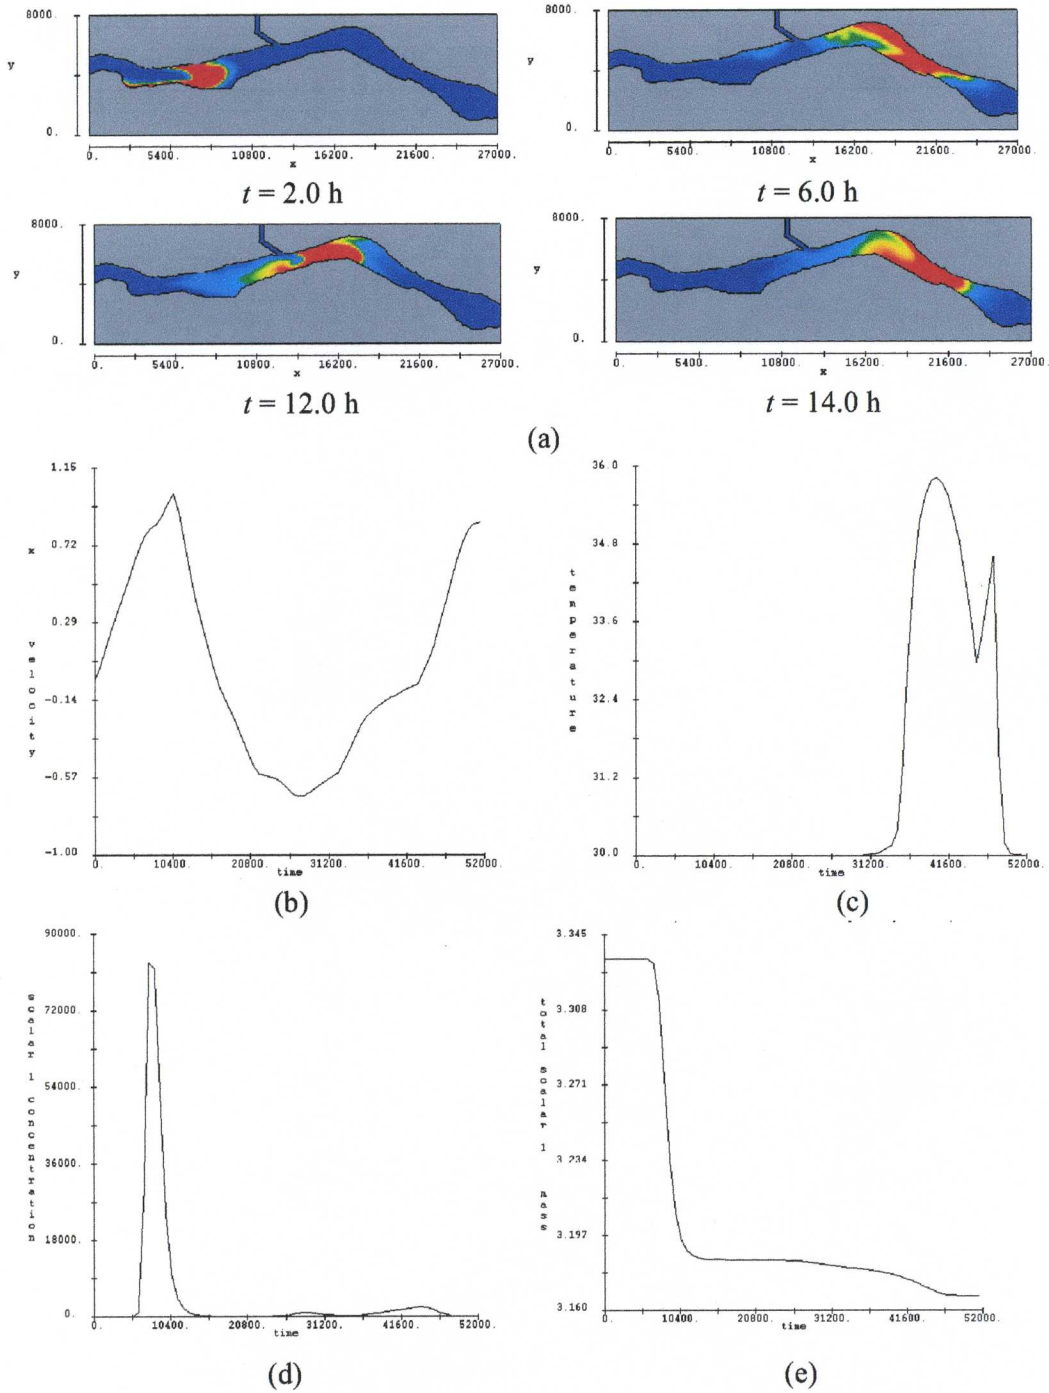 8000.
y
0.
0. 5400. 10800. 16200. 21600. 27000.
x
t = 2.0 h
8000.
y
0.
0. 5400. 10800. 16200. 21600. 27000.
x
t = 6.0 h
8000.
y
0.
0. 5400. 10800. 16200. 21600. 27000.
x
t = 12.0 h
8000.
y
0.
0. 5400. 10800. 16200. 21600. 27000.
x
t = 14.0 h
(a)
1.15
0.72
0.29
-0.14
-0.57
-1.00
x velocity
0. 10400. 20800. 31200. 41600. 52000.
time
(b)
36.0
34.8
33.6
32.4
31.2
30.0
temperature
0. 10400. 20800. 31200. 41600. 52000.
time
(c)
90000.
72000.
54000.
36000.
18000.
0.
scalar 1 concentration
0. 10400. 20800. 31200. 41600. 52000.
time
(d)
3.345
3.308
3.271
3.234
3.197
3.160
total scalar 1 mass
0. 10400. 20800. 31200. 41600. 52000.
time
(e)